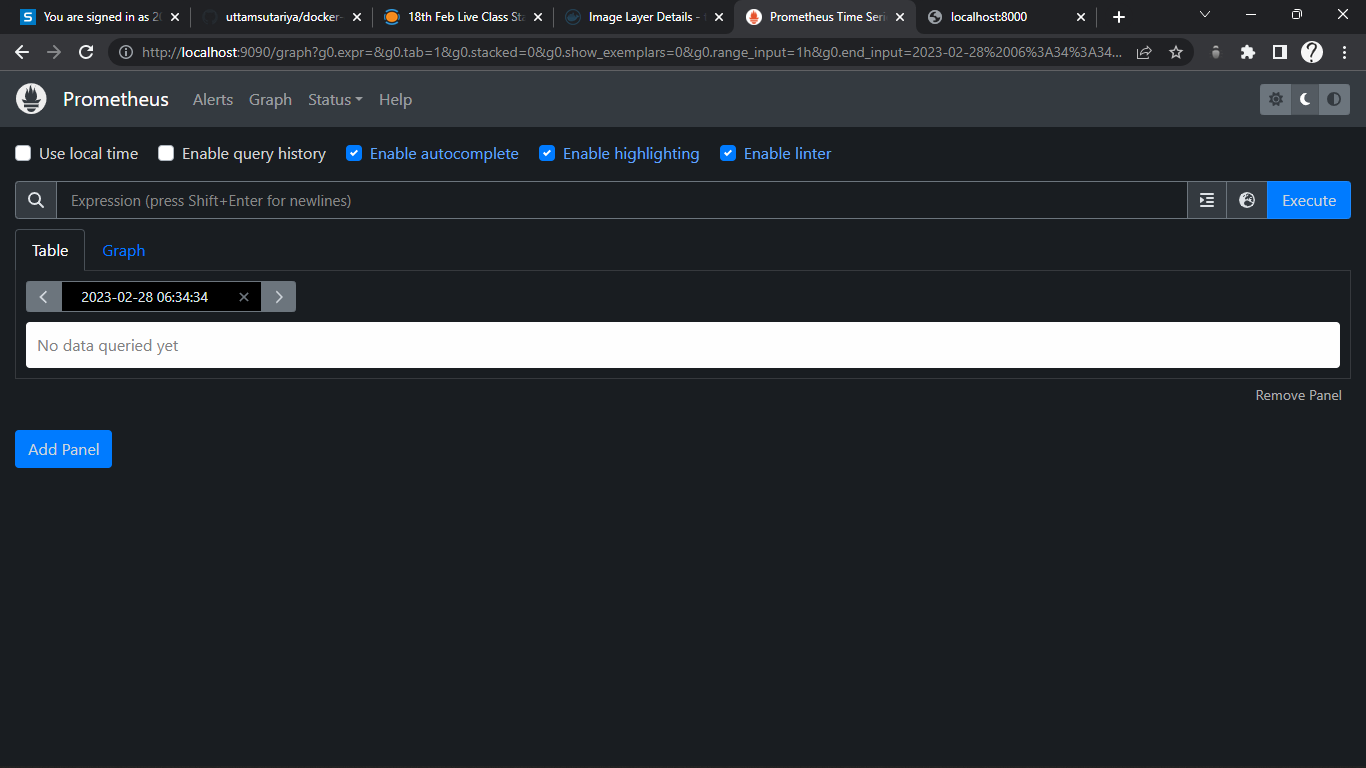 You are signed in as 2
uttamsutariya/docker-
18th Feb Live Class Sta
Image Layer Details -
Prometheus Time Seri
localhost:8000
http://localhost:9090/graph?g0.expr=&g0.tab=1&g0.stacked=0&g0.show_exemplars=0&g0.range_input=1h&g0.end_input=2023-02-28%2006%3A34%3A34...
Prometheus Alerts Graph Status Help
Use local time Enable query history Enable autocomplete Enable highlighting Enable linter
Expression (press Shift+Enter for newlines) Execute
Table Graph
2023-02-28 06:34:34
No data queried yet
Remove Panel
Add Panel